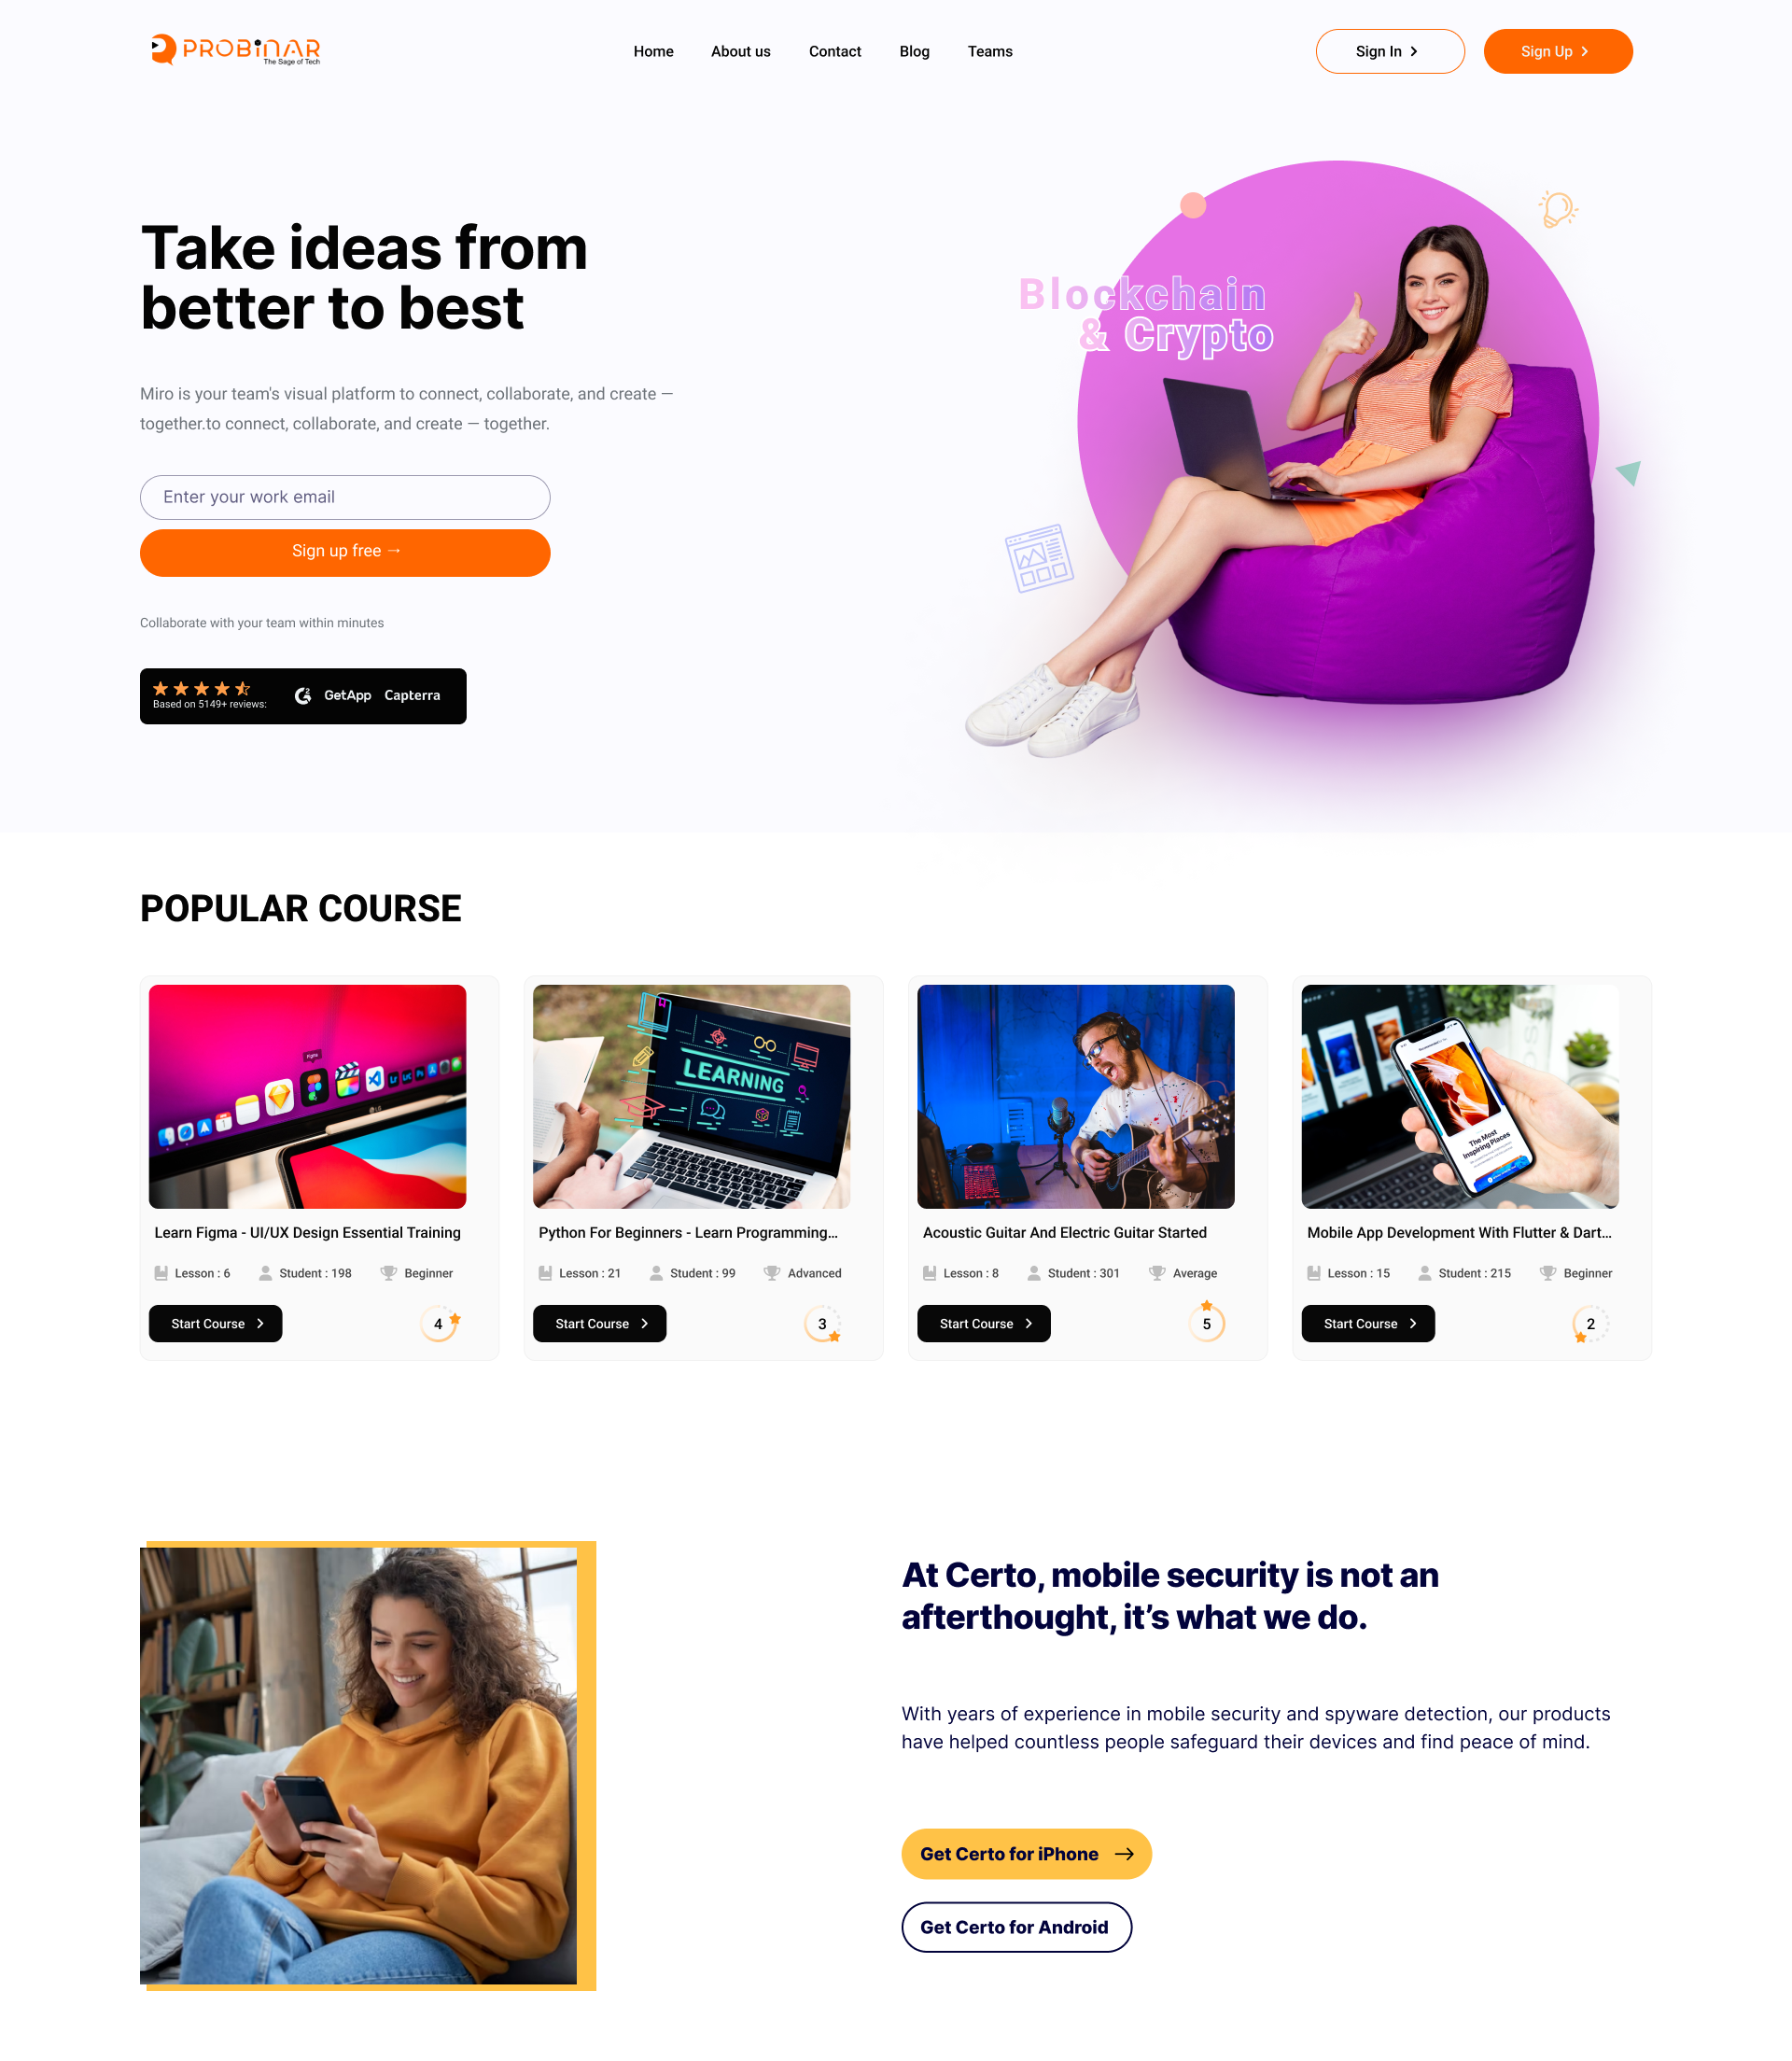 PROBINAR
The Sage of Tech
Home
About us
Contact
Blog
Teams
Sign In
Sign Up
Take ideas from
better to best
Miro is your team's visual platform to connect, collaborate, and create —
together.to connect, collaborate, and create — together.
Enter your work email
Sign up free →
Collaborate with your team within minutes
Based on 5149+ reviews:
GetApp
Capterra
Blockchain
& Crypto
POPULAR COURSE
LEARNING
The Most
Inspiring Places
Learn Figma - UI/UX Design Essential Training
Lesson : 6
Student : 198
Beginner
Start Course
4
Python For Beginners - Learn Programming...
Lesson : 21
Student : 99
Advanced
Start Course
3
Acoustic Guitar And Electric Guitar Started
Lesson : 8
Student : 301
Average
Start Course
5
Mobile App Development With Flutter & Dart...
Lesson : 15
Student : 215
Beginner
Start Course
2
At Certo, mobile security is not an
afterthought, it’s what we do.
With years of experience in mobile security and spyware detection, our products
have helped countless people safeguard their devices and find peace of mind.
Get Certo for iPhone
Get Certo for Android